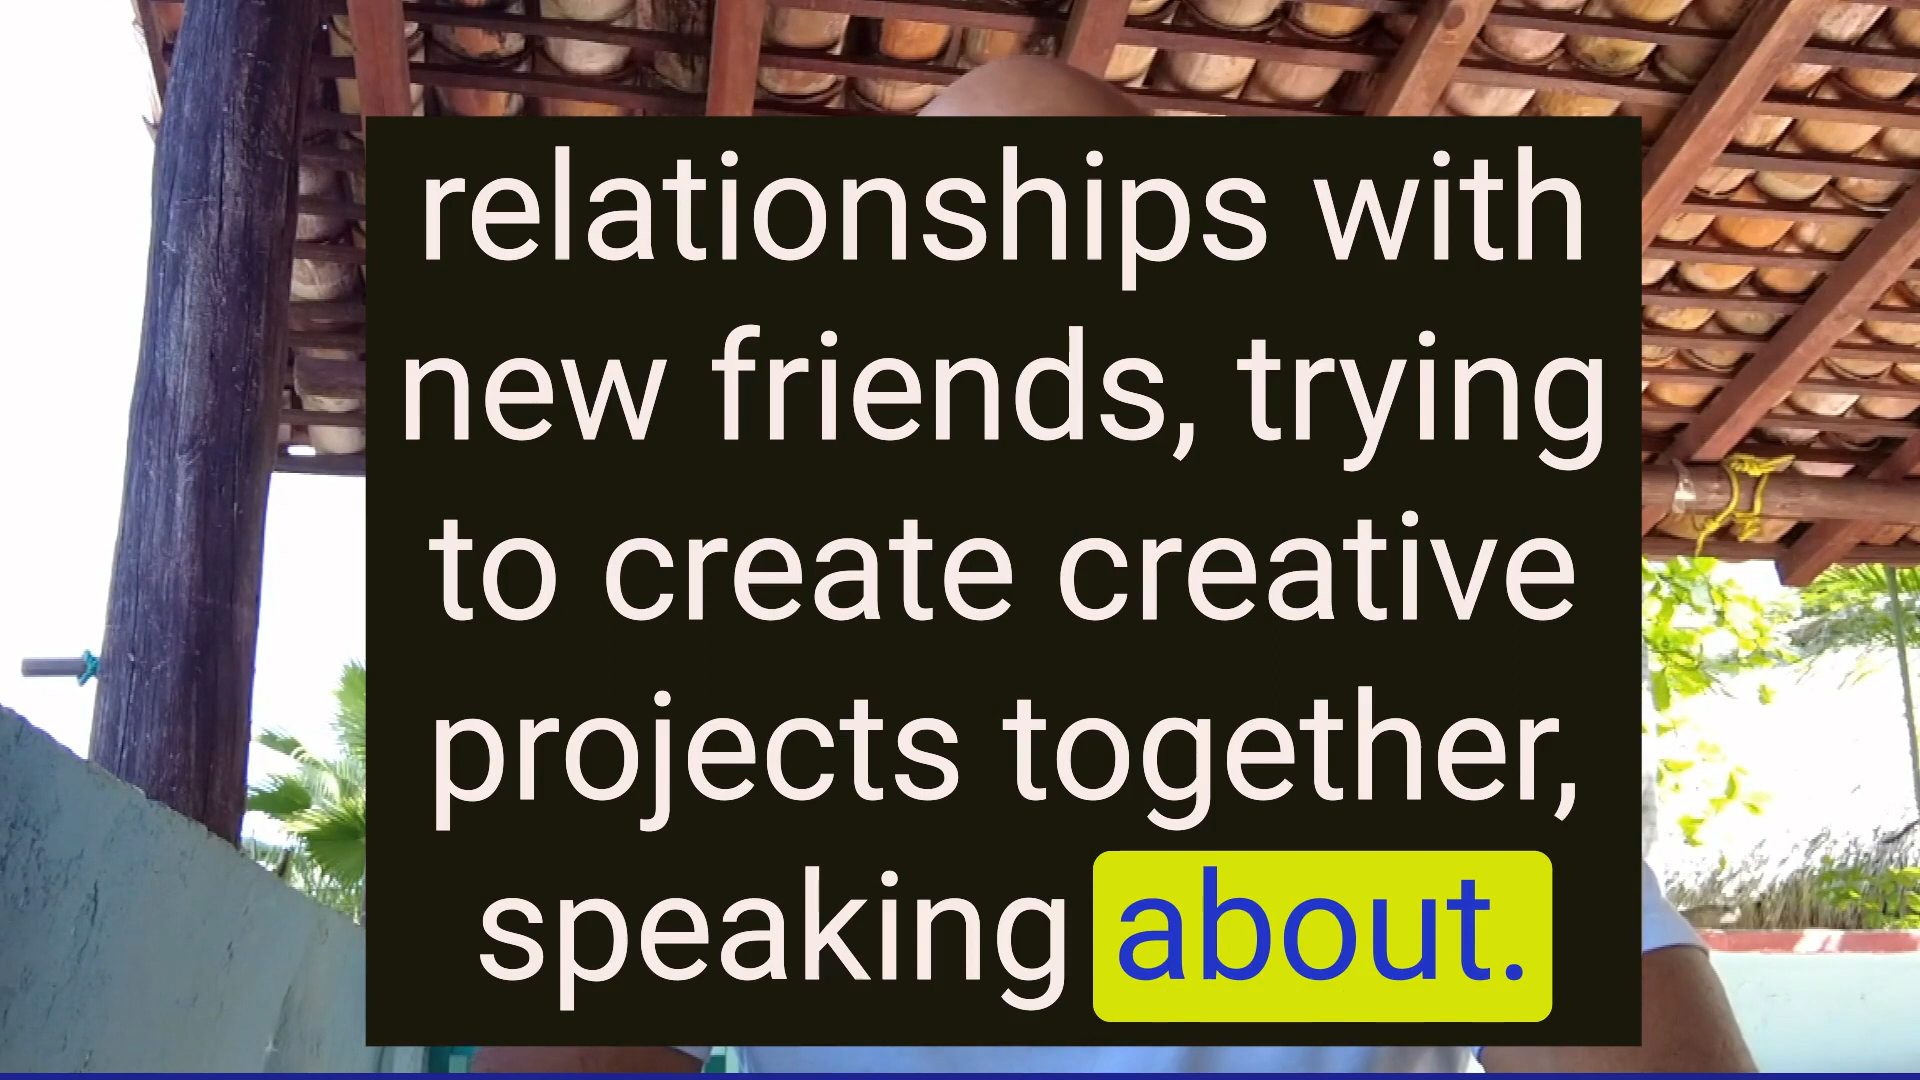 relationships with
new friends, trying
to create creative
projects together,
speaking about.